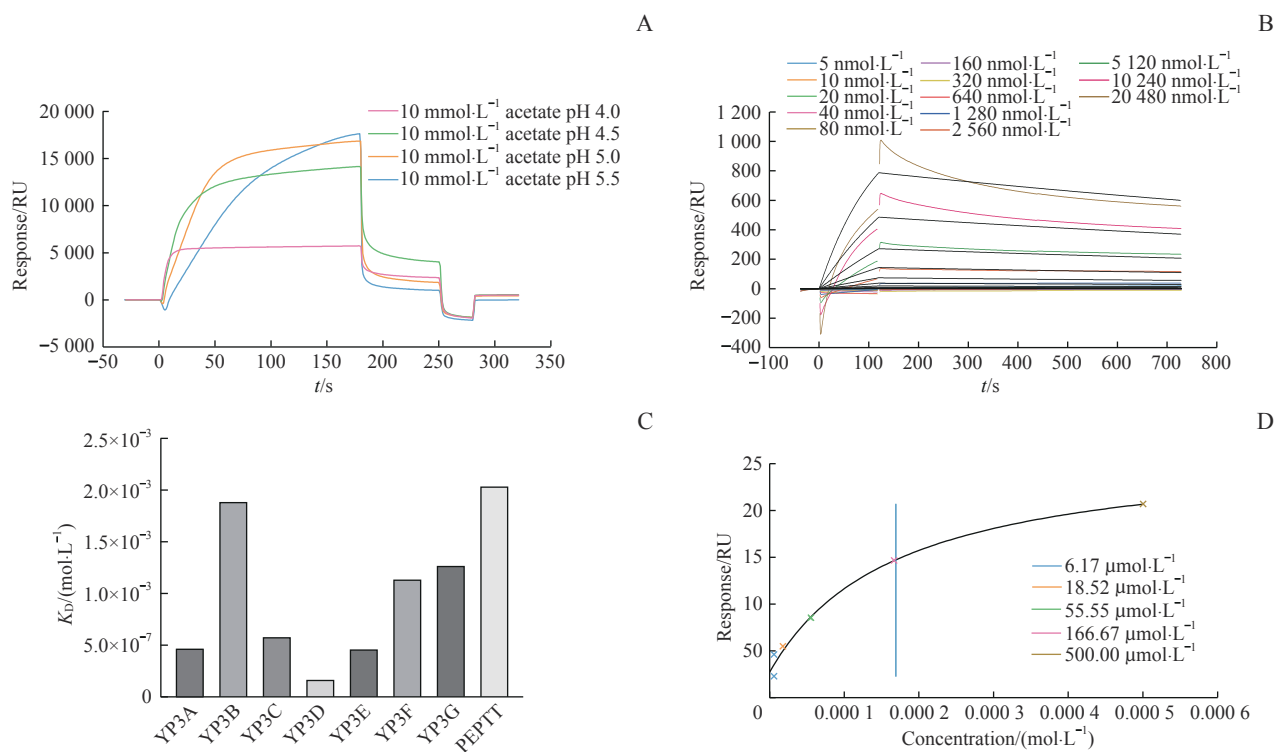 A
20 000
15 000
10 000
5 000
0
−5 000
Response/RU
10 mmol·L⁻¹ acetate pH 4.0
10 mmol·L⁻¹ acetate pH 4.5
10 mmol·L⁻¹ acetate pH 5.0
10 mmol·L⁻¹ acetate pH 5.5
−50 0 50 100 150 200 250 300 350
t/s
B
5 nmol·L⁻¹ 160 nmol·L⁻¹ 5 120 nmol·L⁻¹
10 nmol·L⁻¹ 320 nmol·L⁻¹ 10 240 nmol·L⁻¹
20 nmol·L⁻¹ 640 nmol·L⁻¹ 20 480 nmol·L⁻¹
40 nmol·L⁻¹ 1 280 nmol·L⁻¹
80 nmol·L⁻¹ 2 560 nmol·L⁻¹
1 200
1 000
800
600
400
200
0
−200
−400
Response/RU
−100 0 100 200 300 400 500 600 700 800
t/s
C
2.5×10⁻³
2.0×10⁻³
1.5×10⁻³
1.0×10⁻³
5.0×10⁻⁷
0
K_D/(mol·L⁻¹)
YP3A YP3B YP3C YP3D YP3E YP3F YP3G PEPTT
D
25
20
15
10
50
Response/RU
6.17 μmol·L⁻¹
18.52 μmol·L⁻¹
55.55 μmol·L⁻¹
166.67 μmol·L⁻¹
500.00 μmol·L⁻¹
0 0.000 1 0.000 2 0.000 3 0.000 4 0.000 5 0.000 6
Concentration/(mol·L⁻¹)